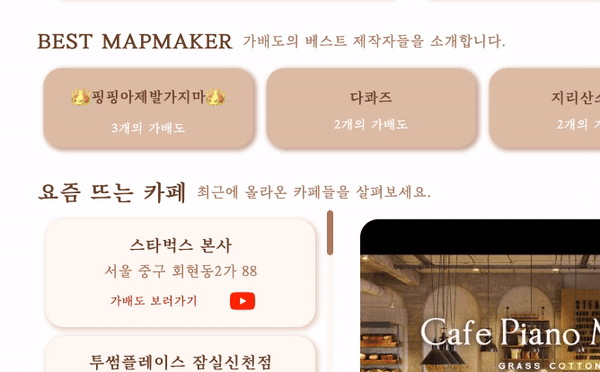 BEST MAPMAKER 가배도의 베스트 제작자들을 소개합니다.
핑핑아제발가지마 다콰즈 지리산
3개의 가배도 2개의 가배도 2개의
요즘 뜨는 카페 최근에 올라온 카페들을 살펴보세요.
스타벅스 본사
서울 중구 회현동2가 88
가배도 보러가기
Cafe Piano
GRASS COTTON
투썸플레이스 잠실신천점